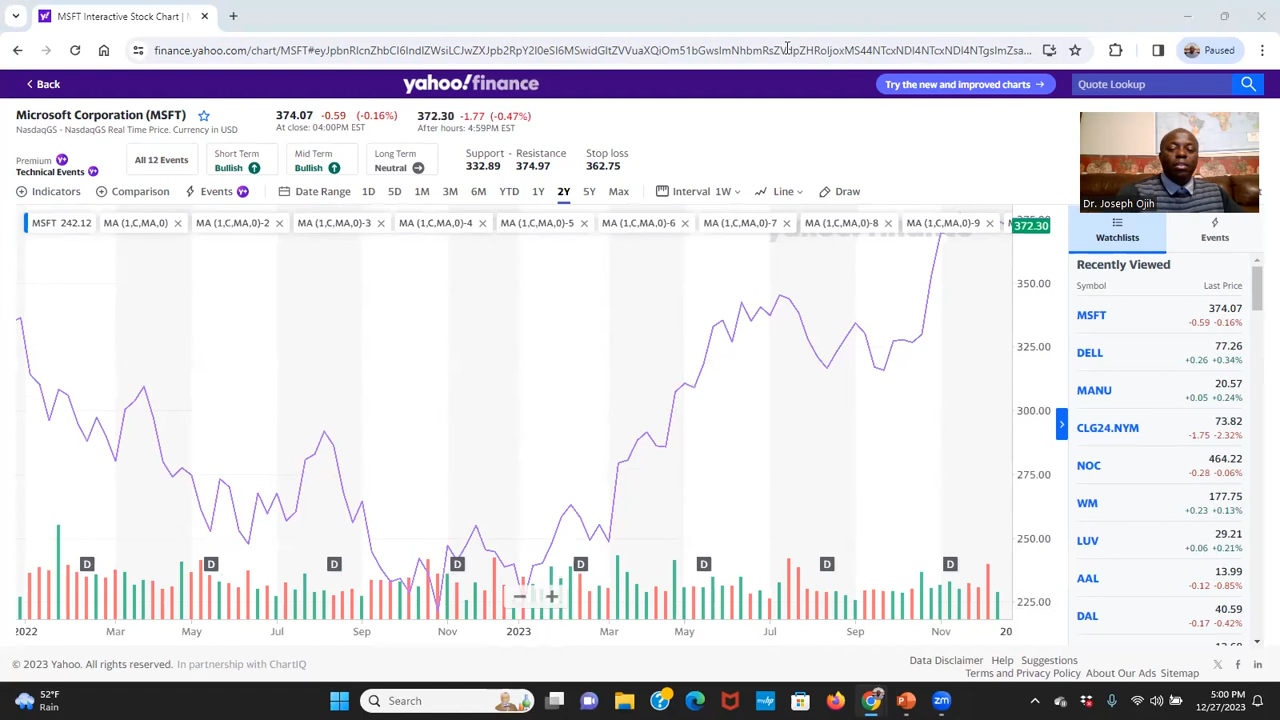 MSFT Interactive Stock Chart | M
finance.yahoo.com/chart/MSFT#
Paused
Back
yahoo!finance
Try the new and improved charts →
Quote Lookup
Microsoft Corporation (MSFT)
374.07 -0.59 (-0.16%)
372.30 -1.77 (-0.47%)
NasdaqGS - NasdaqGS Real Time Price. Currency in USD
At close: 04:00PM EST
After hours: 4:59PM EST
Premium Y+
Technical Events Y+
All 12 Events
Short Term
Bullish
Mid Term
Bullish
Long Term
Neutral
Support - Resistance
332.89 374.97
Stop loss
362.75
Dr. Joseph Ojih
Indicators Comparison Events Y+ Date Range 1D 5D 1M 3M 6M YTD 1Y 2Y 5Y Max Interval 1W Line Draw
MSFT 242.12 MA (1,C,MA,0) MA (1,C,MA,0)-2 MA (1,C,MA,0)-3 MA (1,C,MA,0)-4 MA (1,C,MA,0)-5 MA (1,C,MA,0)-6 MA (1,C,MA,0)-7 MA (1,C,MA,0)-8 MA (1,C,MA,0)-9
372.30
350.00
325.00
300.00
275.00
250.00
225.00
D D D D D D D D
2022 Mar May Jul Sep Nov 2023 Mar May Jul Sep Nov 20
Watchlists
Events
Recently Viewed
Symbol Last Price
MSFT 374.07
-0.59 -0.16%
DELL 77.26
+0.26 +0.34%
MANU 20.57
+0.05 +0.24%
CLG24.NYM 73.82
-1.75 -2.32%
NOC 464.22
-0.28 -0.06%
WM 177.75
+0.23 +0.13%
LUV 29.21
+0.06 +0.21%
AAL 13.99
-0.12 -0.85%
DAL 40.59
-0.17 -0.42%
© 2023 Yahoo. All rights reserved. In partnership with ChartIQ
Data Disclaimer Help Suggestions
Terms and Privacy Policy About Our Ads Sitemap
52°F
Rain
Search
5:00 PM
12/27/2023